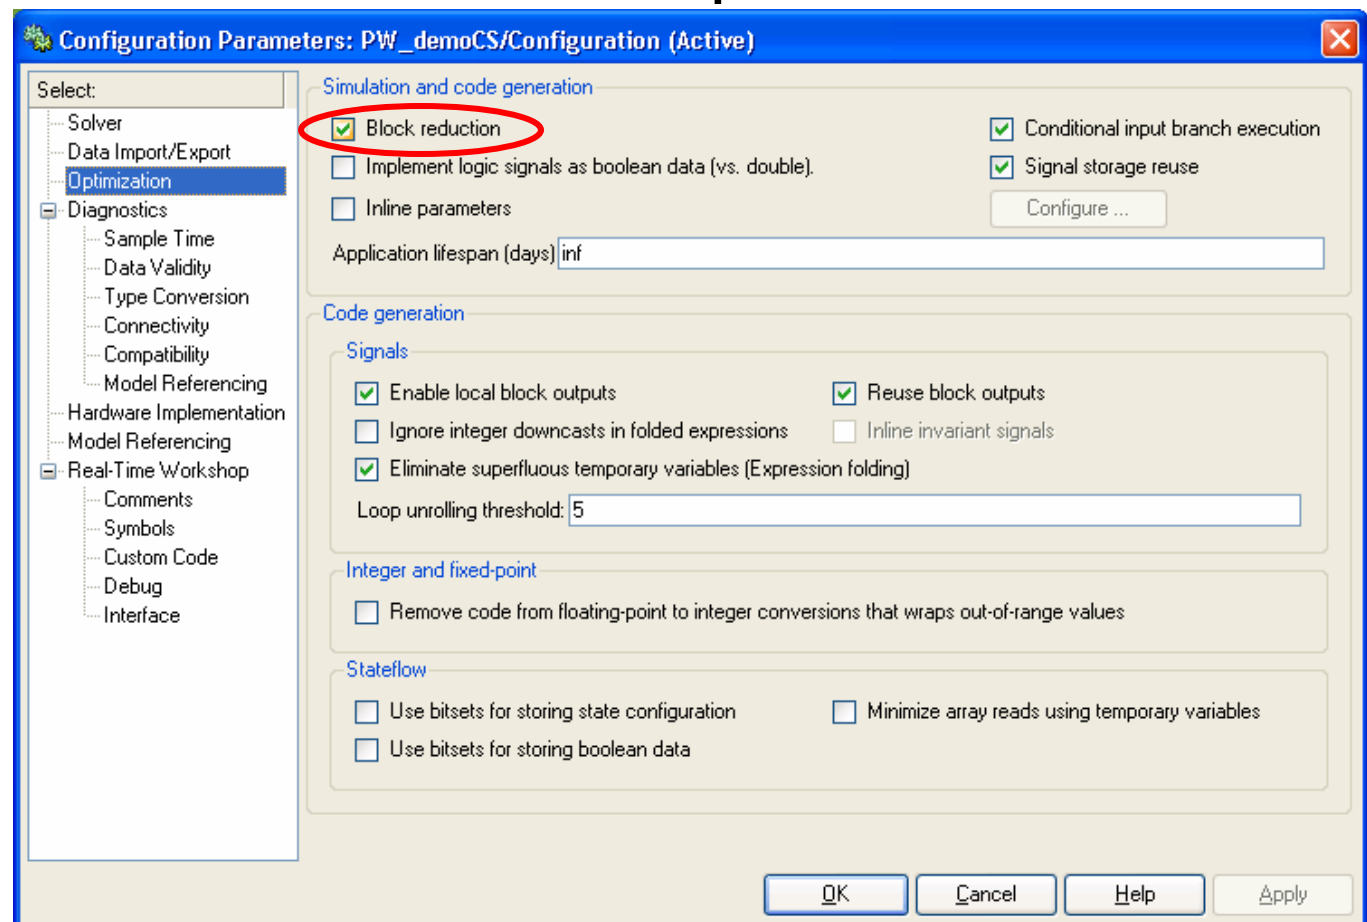 Configuration Parameters: PW_demoCS/Configuration (Active)
Select:
Solver
Data Import/Export
Optimization
Diagnostics
Sample Time
Data Validity
Type Conversion
Connectivity
Compatibility
Model Referencing
Hardware Implementation
Model Referencing
Real-Time Workshop
Comments
Symbols
Custom Code
Debug
Interface
Simulation and code generation
Block reduction
Conditional input branch execution
Implement logic signals as boolean data (vs. double).
Signal storage reuse
Inline parameters
Configure ...
Application lifespan (days) inf
Code generation
Signals
Enable local block outputs
Reuse block outputs
Ignore integer downcasts in folded expressions
Inline invariant signals
Eliminate superfluous temporary variables (Expression folding)
Loop unrolling threshold: 5
Integer and fixed-point
Remove code from floating-point to integer conversions that wraps out-of-range values
Stateflow
Use bitsets for storing state configuration
Minimize array reads using temporary variables
Use bitsets for storing boolean data
OK
Cancel
Help
Apply